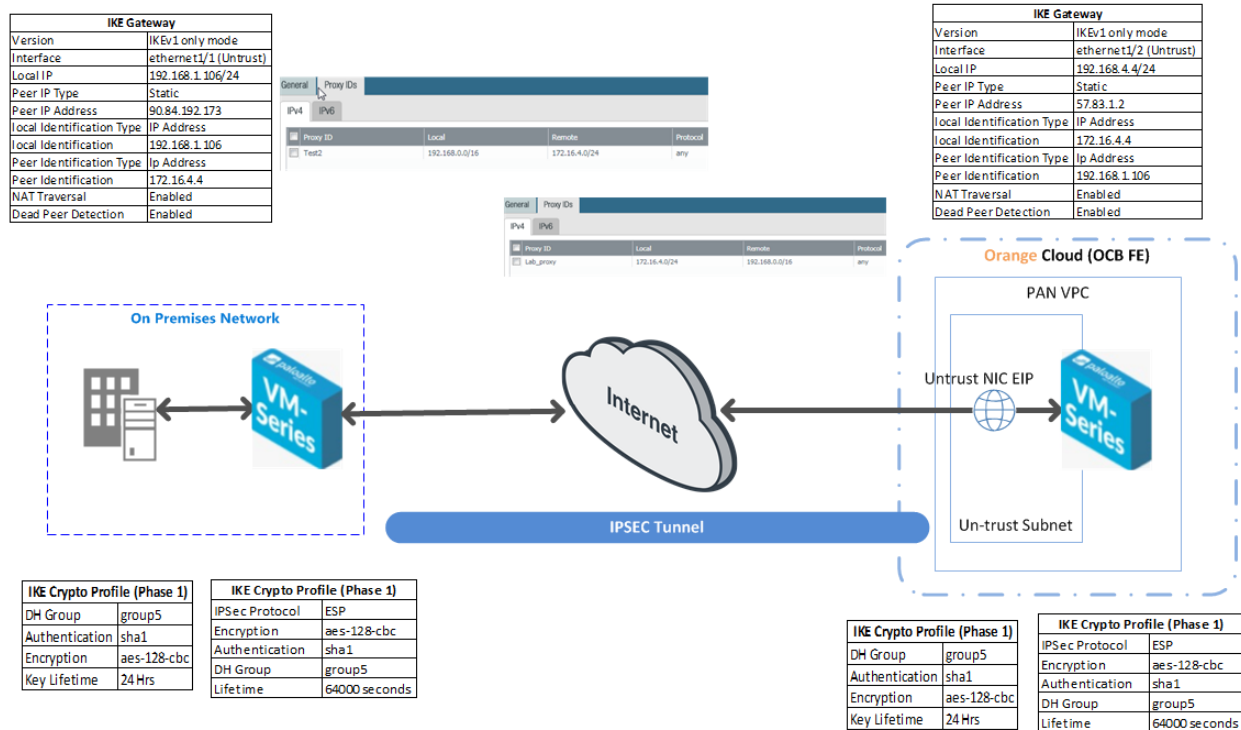 IKE Gateway
Version IKEv1 only mode
Interface ethernet1/1 (Untrust)
Local IP 192.168.1.106/24
Peer IP Type Static
Peer IP Address 90.84.192.173
local Identification Type IP Address
local Identification 192.168.1.106
Peer Identification Type Ip Address
Peer Identification 172.16.4.4
NAT Traversal Enabled
Dead Peer Detection Enabled
General Proxy IDs
IPv4 IPv6
Proxy ID Local Remote Protocol
Test2 192.168.0.0/16 172.16.4.0/24 any
IKE Gateway
Version IKEv1 only mode
Interface ethernet1/2 (Untrust)
Local IP 192.168.4.4/24
Peer IP Type Static
Peer IP Address 57.83.1.2
local Identification Type IP Address
local Identification 172.16.4.4
Peer Identification Type Ip Address
Peer Identification 192.168.1.106
NAT Traversal Enabled
Dead Peer Detection Enabled
General Proxy IDs
IPv4 IPv6
Proxy ID Local Remote Protocol
Lab_proxy 172.16.4.0/24 192.168.0.0/16 any
Orange Cloud (OCB FE)
PAN VPC
On Premises Network
paloalto
VM-
Series
Internet
Untrust NIC EIP
paloalto
VM-
Series
IPSEC Tunnel
Un-trust Subnet
IKE Crypto Profile (Phase 1)
DH Group group5
Authentication sha1
Encryption aes-128-cbc
Key Lifetime 24 Hrs
IKE Crypto Profile (Phase 1)
IPSec Protocol ESP
Encryption aes-128-cbc
Authentication sha1
DH Group group5
Lifetime 64000 seconds
IKE Crypto Profile (Phase 1)
DH Group group5
Authentication sha1
Encryption aes-128-cbc
Key Lifetime 24 Hrs
IKE Crypto Profile (Phase 1)
IPSec Protocol ESP
Encryption aes-128-cbc
Authentication sha1
DH Group group5
Lifetime 64000 seconds